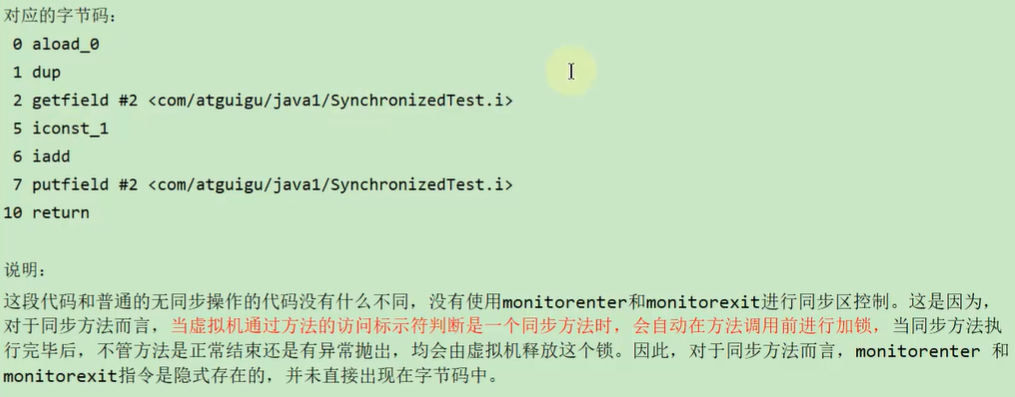 对应的字节码：
0 aload_0
1 dup
2 getfield #2 <com/atguigu/java1/SynchronizedTest.i>
5 iconst_1
6 iadd
7 putfield #2 <com/atguigu/java1/SynchronizedTest.i>
10 return
说明：
这段代码和普通的无同步操作的代码没有什么不同，没有使用monitorenter和monitorexit进行同步区控制。这是因为，
对于同步方法而言，当虚拟机通过方法的访问标示符判断是一个同步方法时，会自动在方法调用前进行加锁，当同步方法执
行完毕后，不管方法是正常结束还是有异常抛出，均会由虚拟机释放这个锁。因此，对于同步方法而言，monitorenter 和
monitorexit指令是隐式存在的，并未直接出现在字节码中。